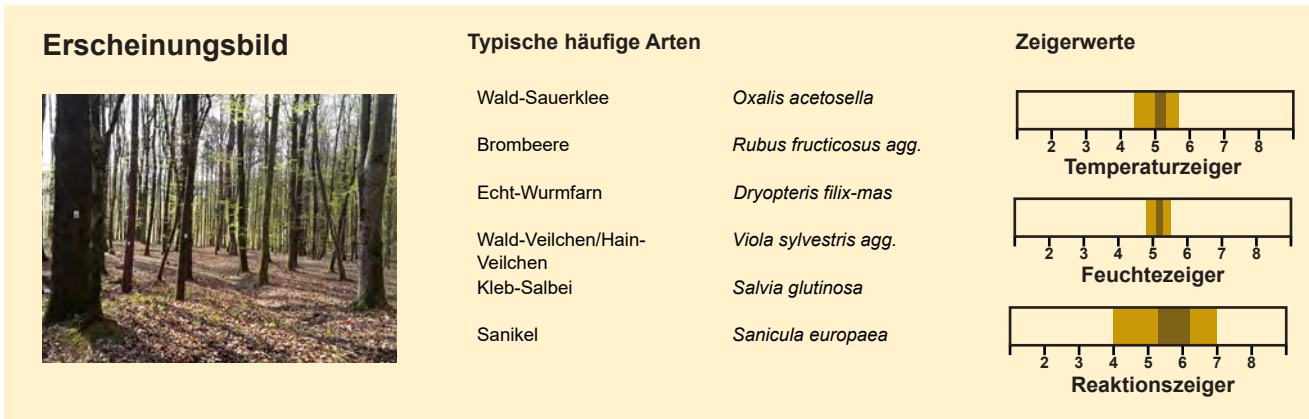 Erscheinungsbild
Typische häufige Arten
Wald-Sauerklee Oxalis acetosella
Brombeere Rubus fructicosus agg.
Echt-Wurmfarn Dryopteris filix-mas
Wald-Veilchen/Hain- Viola sylvestris agg.
Veilchen
Kleb-Salbei Salvia glutinosa
Sanikel Sanicula europaea
Zeigerwerte
2 3 4 5 6 7 8
Temperaturzeiger
2 3 4 5 6 7 8
Feuchtezeiger
2 3 4 5 6 7 8
Reaktionszeiger